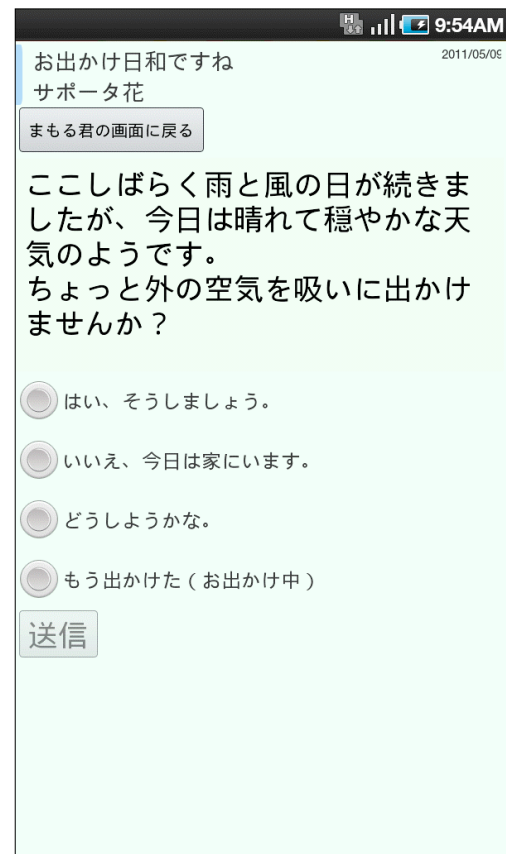 H 9:54AM
お出かけ日和ですね 2011/05/09
サポータ花
まもる君の画面に戻る
ここしばらく雨と風の日が続きま
したが、今日は晴れて穏やかな天
気のようです。
ちょっと外の空気を吸いに出かけ
ませんか？
はい、そうしましょう。
いいえ、今日は家にいます。
どうしようかな。
もう出かけた（お出かけ中）
送信